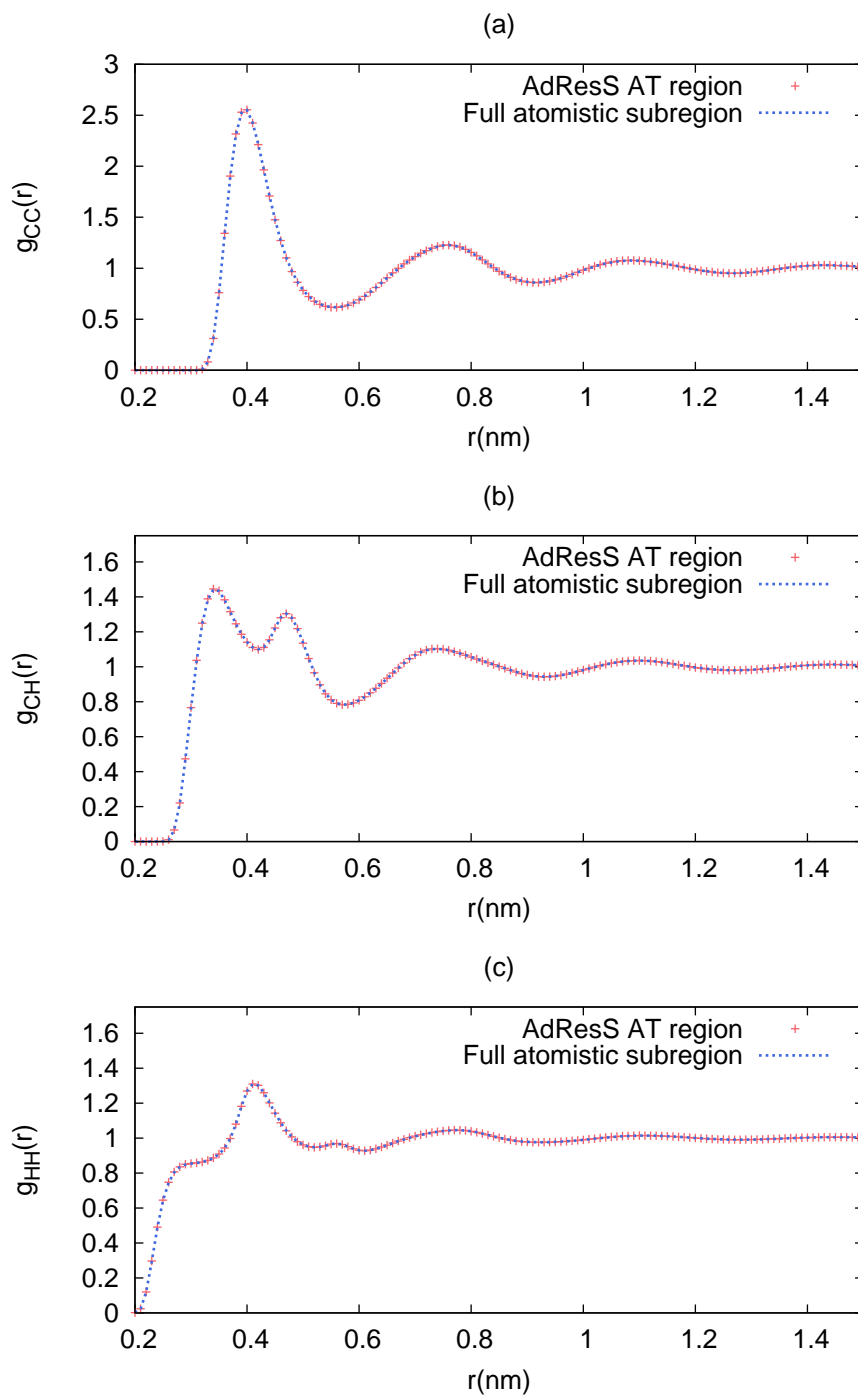 (a)
3
AdResS AT region
2.5
Full atomistic subregion
2
gCC(r)
1.5
1
0.5
0
0.2 0.4 0.6 0.8 1 1.2 1.4
r(nm)
(b)
1.6
AdResS AT region
1.4
Full atomistic subregion
1.2
1
gCH(r)
0.8
0.6
0.4
0.2
0
0.2 0.4 0.6 0.8 1 1.2 1.4
r(nm)
(c)
1.6
AdResS AT region
1.4
Full atomistic subregion
1.2
1
gHH(r)
0.8
0.6
0.4
0.2
0
0.2 0.4 0.6 0.8 1 1.2 1.4
r(nm)